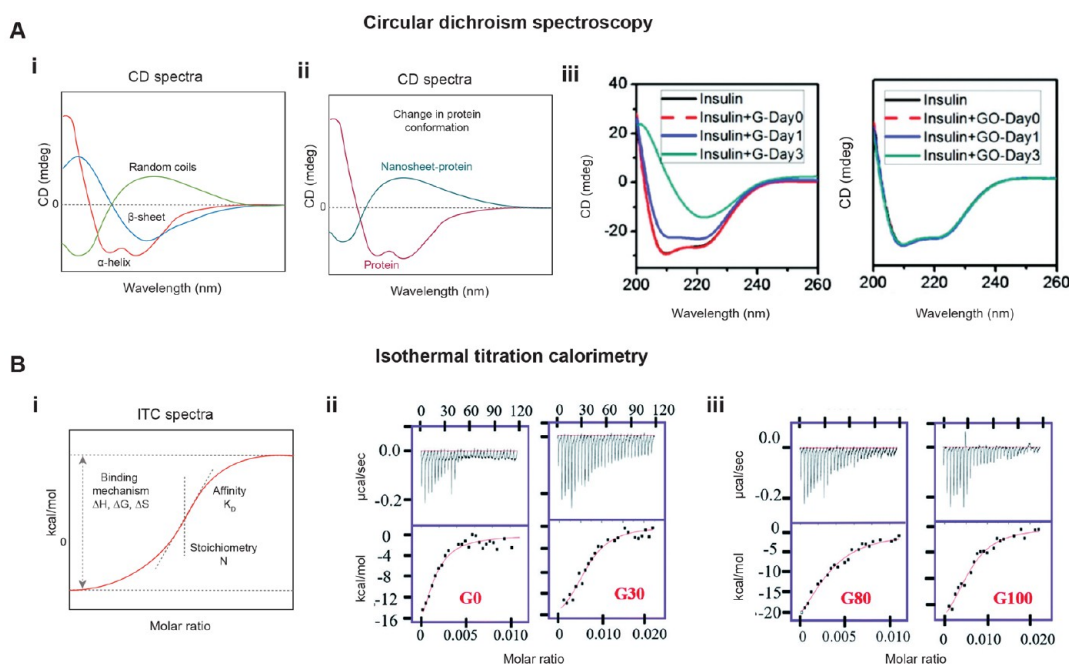 Circular dichroism spectroscopy
A
i
CD spectra
CD (mdeg)
0
Random coils
β-sheet
α-helix
Wavelength (nm)
ii
CD spectra
CD (mdeg)
0
Change in protein
conformation
Nanosheet-protein
Protein
Wavelength (nm)
iii
CD (mdeg)
40
20
0
-20
Insulin
Insulin+G-Day0
Insulin+G-Day1
Insulin+G-Day3
200 220 240 260
Wavelength (nm)
CD (mdeg)
Insulin
Insulin+GO-Day0
Insulin+GO-Day1
Insulin+GO-Day3
200 220 240 260
Wavelength (nm)
Isothermal titration calorimetry
B
i
ITC spectra
kcal/mol
0
Binding
mechanism
ΔH, ΔG, ΔS
Affinity
K_D
Stoichiometry
N
Molar ratio
ii
0 30 60 90 120
0 30 60 90 120
µcal/sec
0.0
-0.2
kcal/mol
0
-4
-8
-12
-16
G0
G30
0 0.005 0.010
0 0.010 0.020
Molar ratio
iii
µcal/sec
0.0
-0.2
kcal/mol
0
-5
-10
-15
-20
G80
G100
0 0.005 0.010
0 0.010 0.020
Molar ratio